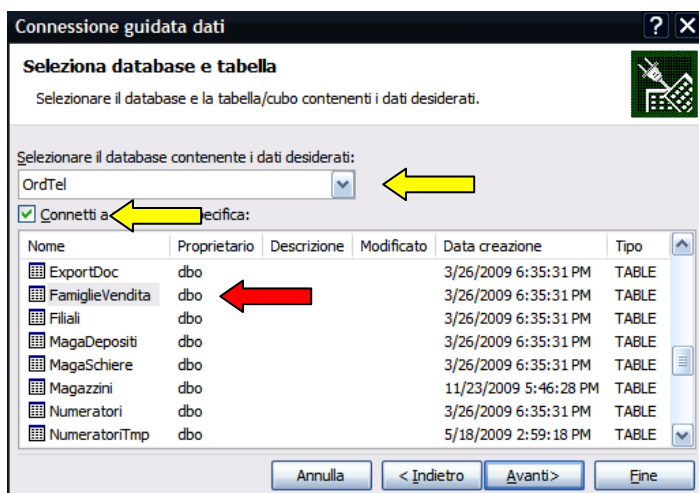 Connessione guidata dati
Seleziona database e tabella
Selezionare il database e la tabella/cubo contenenti i dati desiderati.
Selezionare il database contenente i dati desiderati:
OrdTel
Connetti a ecifica:
Nome Proprietario Descrizione Modificato Data creazione Tipo
ExportDoc dbo 3/26/2009 6:35:31 PM TABLE
FamiglieVendita dbo 3/26/2009 6:35:31 PM TABLE
Filiali dbo 3/26/2009 6:35:31 PM TABLE
MagaDepositi dbo 3/26/2009 6:35:31 PM TABLE
MagaSchiere dbo 3/26/2009 6:35:31 PM TABLE
Magazzini dbo 11/23/2009 5:46:28 PM TABLE
Numeratori dbo 3/26/2009 6:35:31 PM TABLE
NumeratoriTmp dbo 5/18/2009 2:59:18 PM TABLE
Annulla < Indietro Avanti> Fine